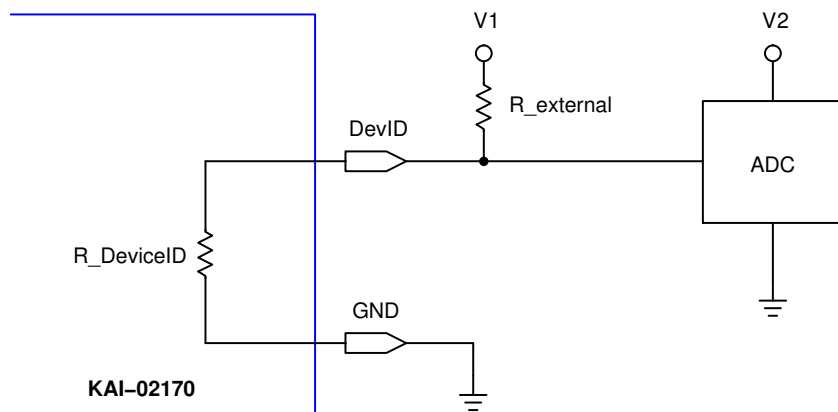 V1
V2
R_external
DevID
ADC
R_DeviceID
GND
KAI–02170